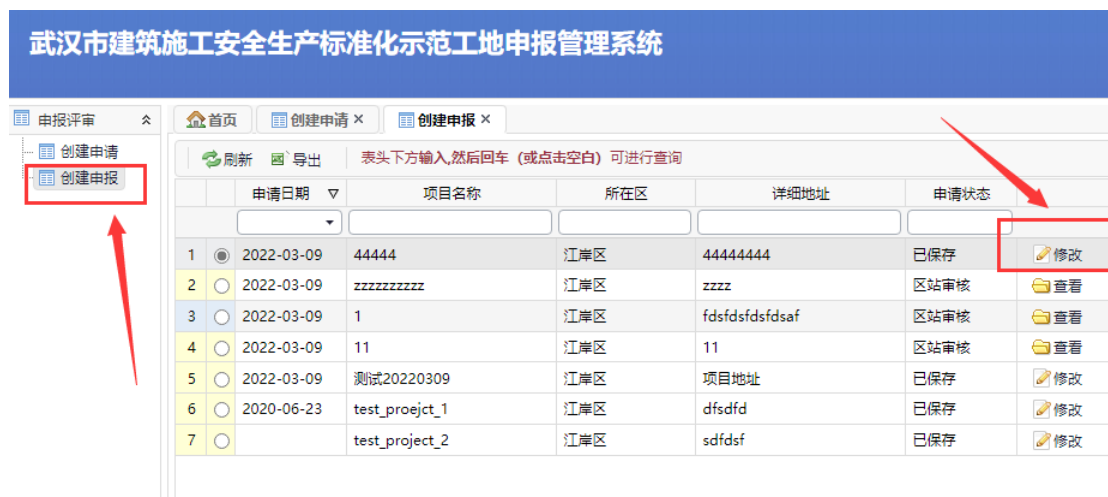 武汉市建筑施工安全生产标准化示范工地申报管理系统
申报评审
创建申请
创建申报
首页 创建申请 × 创建申报 ×
刷新 导出 表头下方输入,然后回车（或点击空白）可进行查询
申请日期 项目名称 所在区 详细地址 申请状态
1 2022-03-09 44444 江岸区 44444444 已保存 修改
2 2022-03-09 zzzzzzzzzz 江岸区 zzzz 区站审核 查看
3 2022-03-09 1 江岸区 fdsfdsfdsfdsaf 区站审核 查看
4 2022-03-09 11 江岸区 11 区站审核 查看
5 2022-03-09 测试20220309 江岸区 项目地址 已保存 修改
6 2020-06-23 test_proejct_1 江岸区 dfsdfd 已保存 修改
7 test_project_2 江岸区 sdfdsf 已保存 修改